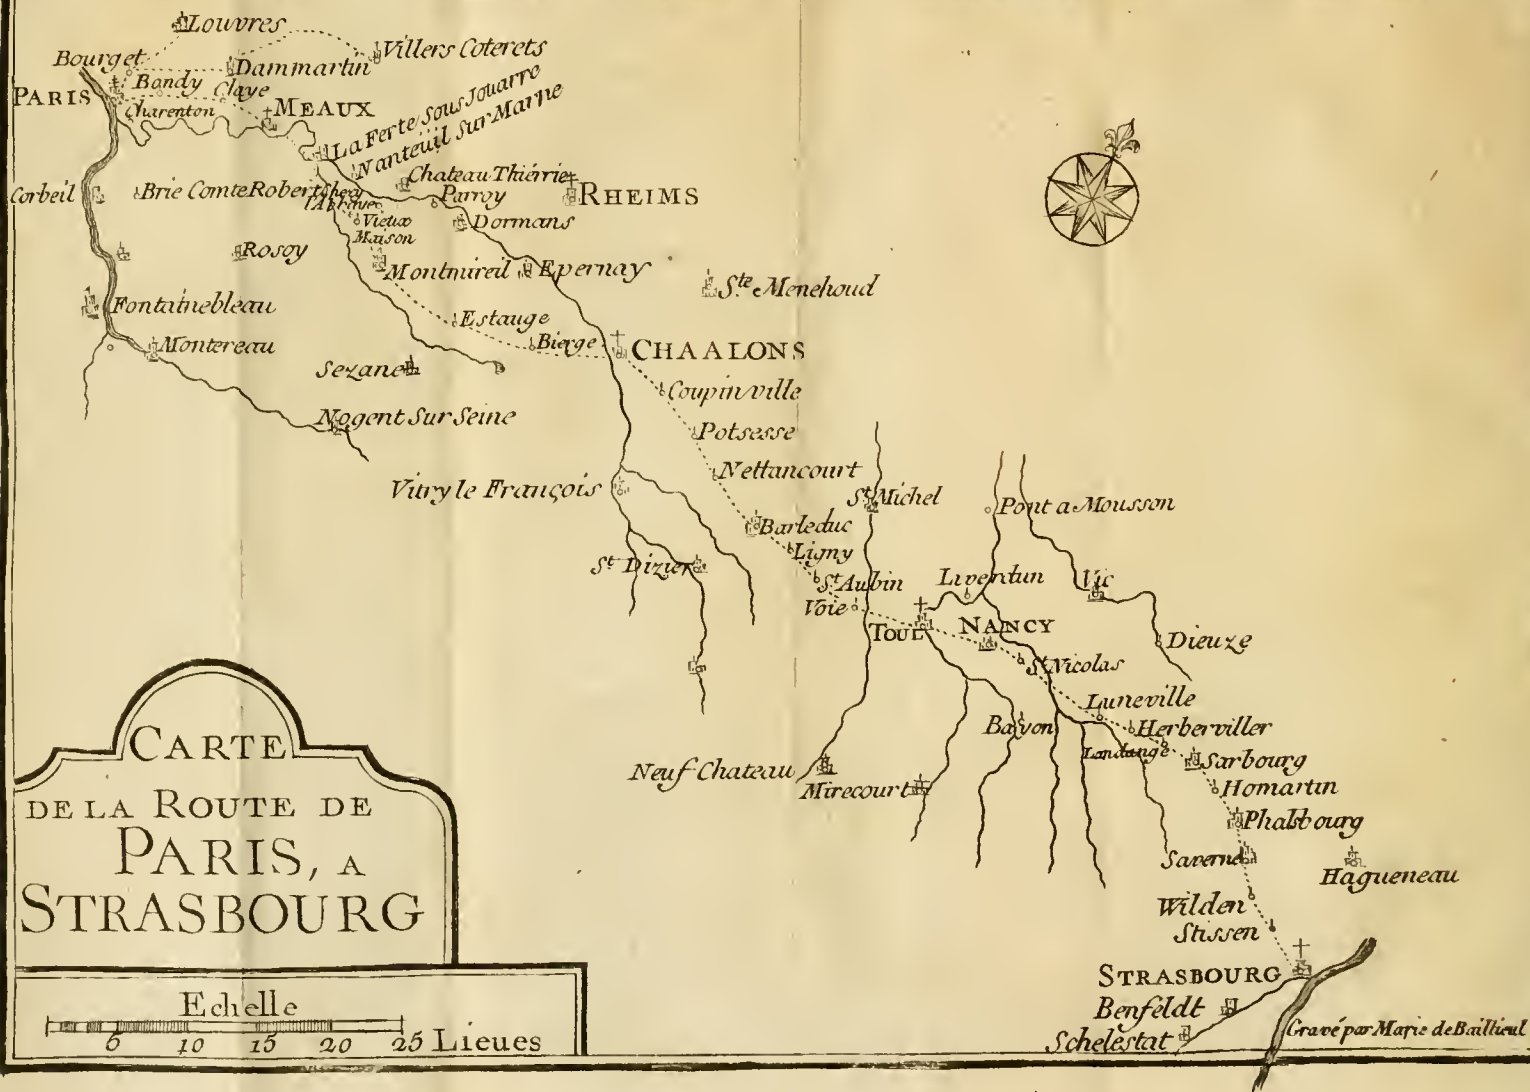 Louvres
Villers Coterets
Bourget
Dammartin
Bondy
Claye
PARIS
Charenton
MEAUX
La Ferte sous Jouarre
Nanteuil sur Marne
Chateau Thiérrie
Corbeil
Brie Comte Robert
l'Abbaye
Parroy
RHEIMS
Vieux
Maison
Dormans
Rosoy
Montmireil
Epernay
Ste. Menehoud
Fontainebleau
Estauge
Montereau
Bierge
CHAALONS
Sezane
Coupinville
Nogent sur Seine
Potsesse
Nettancourt
Vitry le François
St. Michel
Pont a Mousson
Barleduc
Ligny
St. Dizier
St. Aubin
Liventun
Vic
Voie
TOUL
NANCY
Dieuze
St. Nicolas
Luneville
Bayon
Herberviller
Landange
Sarbourg
Neuf Chateau
Mirecourt
Homartin
Phalsbourg
Saverne
Hagueneau
Wilden
Stissen
STRASBOURG
Benfeldt
Schelestat
Gravé par Marie de Baillieul
CARTE
DE LA ROUTE DE
PARIS, A
STRASBOURG
Echelle
5 10 15 20 25 Lieues